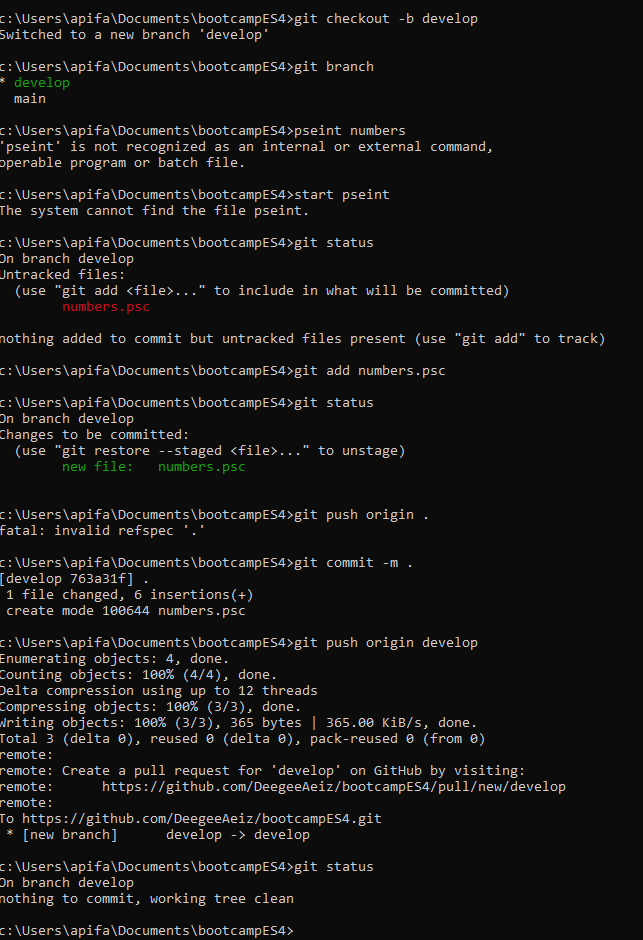 c:\Users\apifa\Documents\bootcampES4>git checkout -b develop
Switched to a new branch 'develop'
c:\Users\apifa\Documents\bootcampES4>git branch
* develop
  main
c:\Users\apifa\Documents\bootcampES4>pseint numbers
'pseint' is not recognized as an internal or external command,
operable program or batch file.
c:\Users\apifa\Documents\bootcampES4>start pseint
The system cannot find the file pseint.
c:\Users\apifa\Documents\bootcampES4>git status
On branch develop
Untracked files:
  (use "git add <file>..." to include in what will be committed)
        numbers.psc
nothing added to commit but untracked files present (use "git add" to track)
c:\Users\apifa\Documents\bootcampES4>git add numbers.psc
c:\Users\apifa\Documents\bootcampES4>git status
On branch develop
Changes to be committed:
  (use "git restore --staged <file>..." to unstage)
        new file:   numbers.psc
c:\Users\apifa\Documents\bootcampES4>git push origin .
fatal: invalid refspec '.'
c:\Users\apifa\Documents\bootcampES4>git commit -m .
[develop 763a31f] .
 1 file changed, 6 insertions(+)
 create mode 100644 numbers.psc
c:\Users\apifa\Documents\bootcampES4>git push origin develop
Enumerating objects: 4, done.
Counting objects: 100% (4/4), done.
Delta compression using up to 12 threads
Compressing objects: 100% (3/3), done.
Writing objects: 100% (3/3), 365 bytes | 365.00 KiB/s, done.
Total 3 (delta 0), reused 0 (delta 0), pack-reused 0 (from 0)
remote:
remote: Create a pull request for 'develop' on GitHub by visiting:
remote:      https://github.com/DeegeeAeiz/bootcampES4/pull/new/develop
remote:
To https://github.com/DeegeeAeiz/bootcampES4.git
 * [new branch]      develop -> develop
c:\Users\apifa\Documents\bootcampES4>git status
On branch develop
nothing to commit, working tree clean
c:\Users\apifa\Documents\bootcampES4>